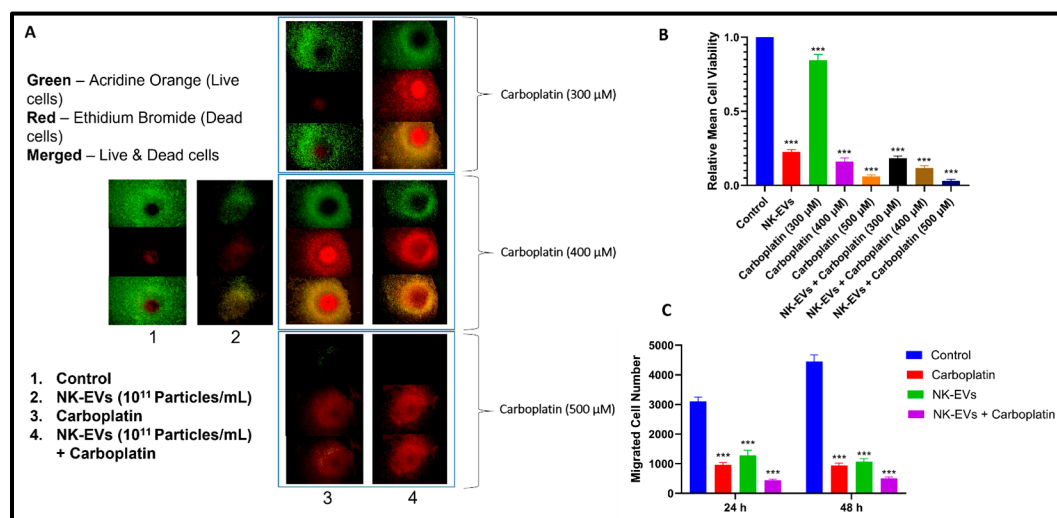 A
Green – Acridine Orange (Live
cells)
Red – Ethidium Bromide (Dead
cells)
Merged – Live & Dead cells
1
2
1. Control
2. NK-EVs (10¹¹ Particles/mL)
3. Carboplatin
4. NK-EVs (10¹¹ Particles/mL)
+ Carboplatin
Carboplatin (300 µM)
Carboplatin (400 µM)
Carboplatin (500 µM)
3
4
B
Relative Mean Cell Viability
1.0
0.5
0.0
***
***
***
***
***
***
***
Control
NK-EVs
Carboplatin (300 µM)
Carboplatin (400 µM)
Carboplatin (500 µM)
NK-EVs + Carboplatin (300 µM)
NK-EVs + Carboplatin (400 µM)
NK-EVs + Carboplatin (500 µM)
C
Migrated Cell Number
5000
4000
3000
2000
1000
0
***
***
***
***
***
***
24 h
48 h
Control
Carboplatin
NK-EVs
NK-EVs + Carboplatin